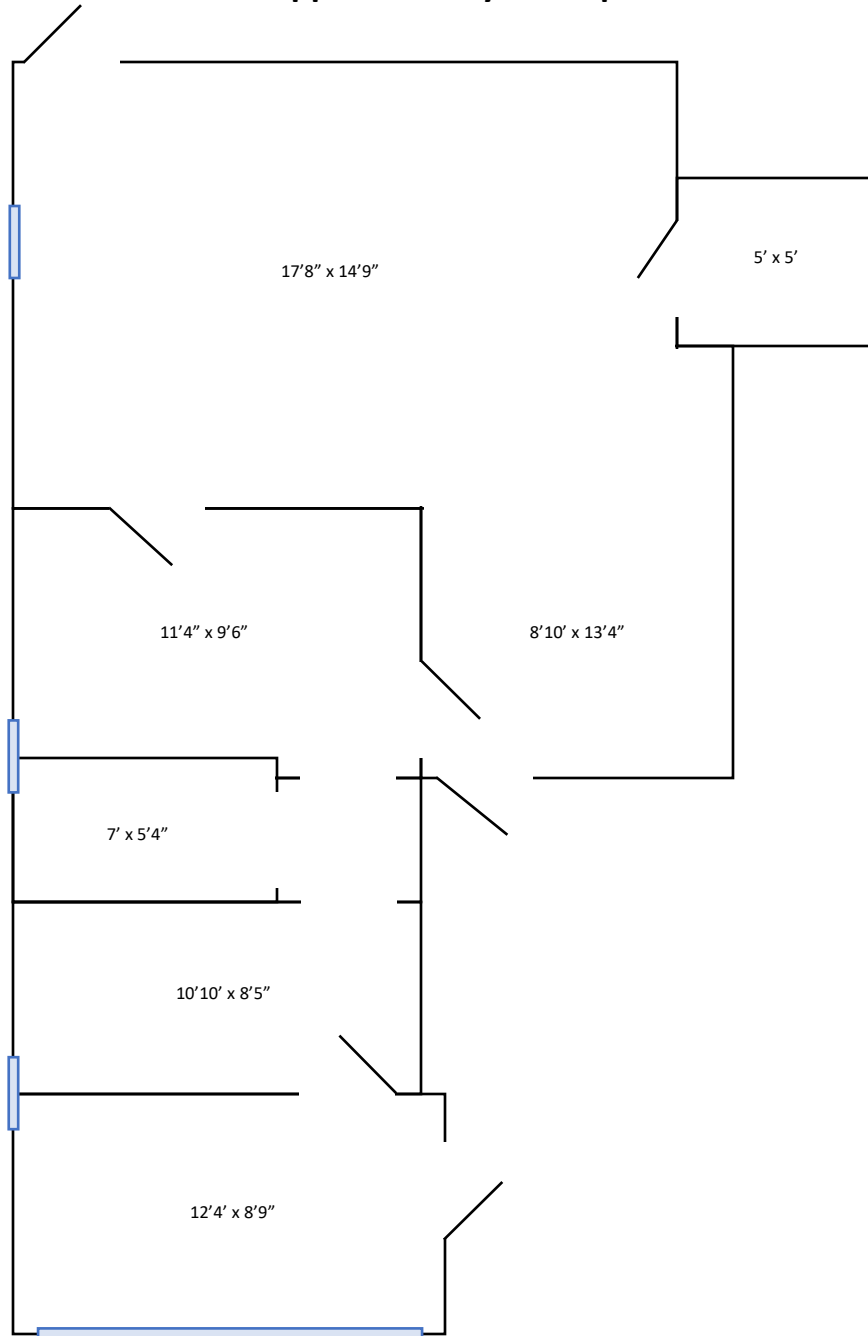 17’8” x 14’9”
5’ x 5’
11’4” x 9’6”
8’10’ x 13’4”
7’ x 5’4”
10’10’ x 8’5”
12’4’ x 8’9”